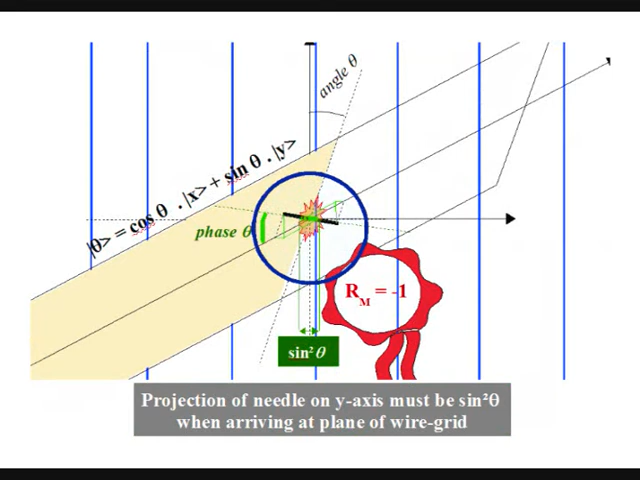 angle θ
|θ> = cos θ . |x> + sin θ . |y>
phase θ
R_M = -1
sin²θ
Projection of needle on y-axis must be sin²θ
when arriving at plane of wire-grid